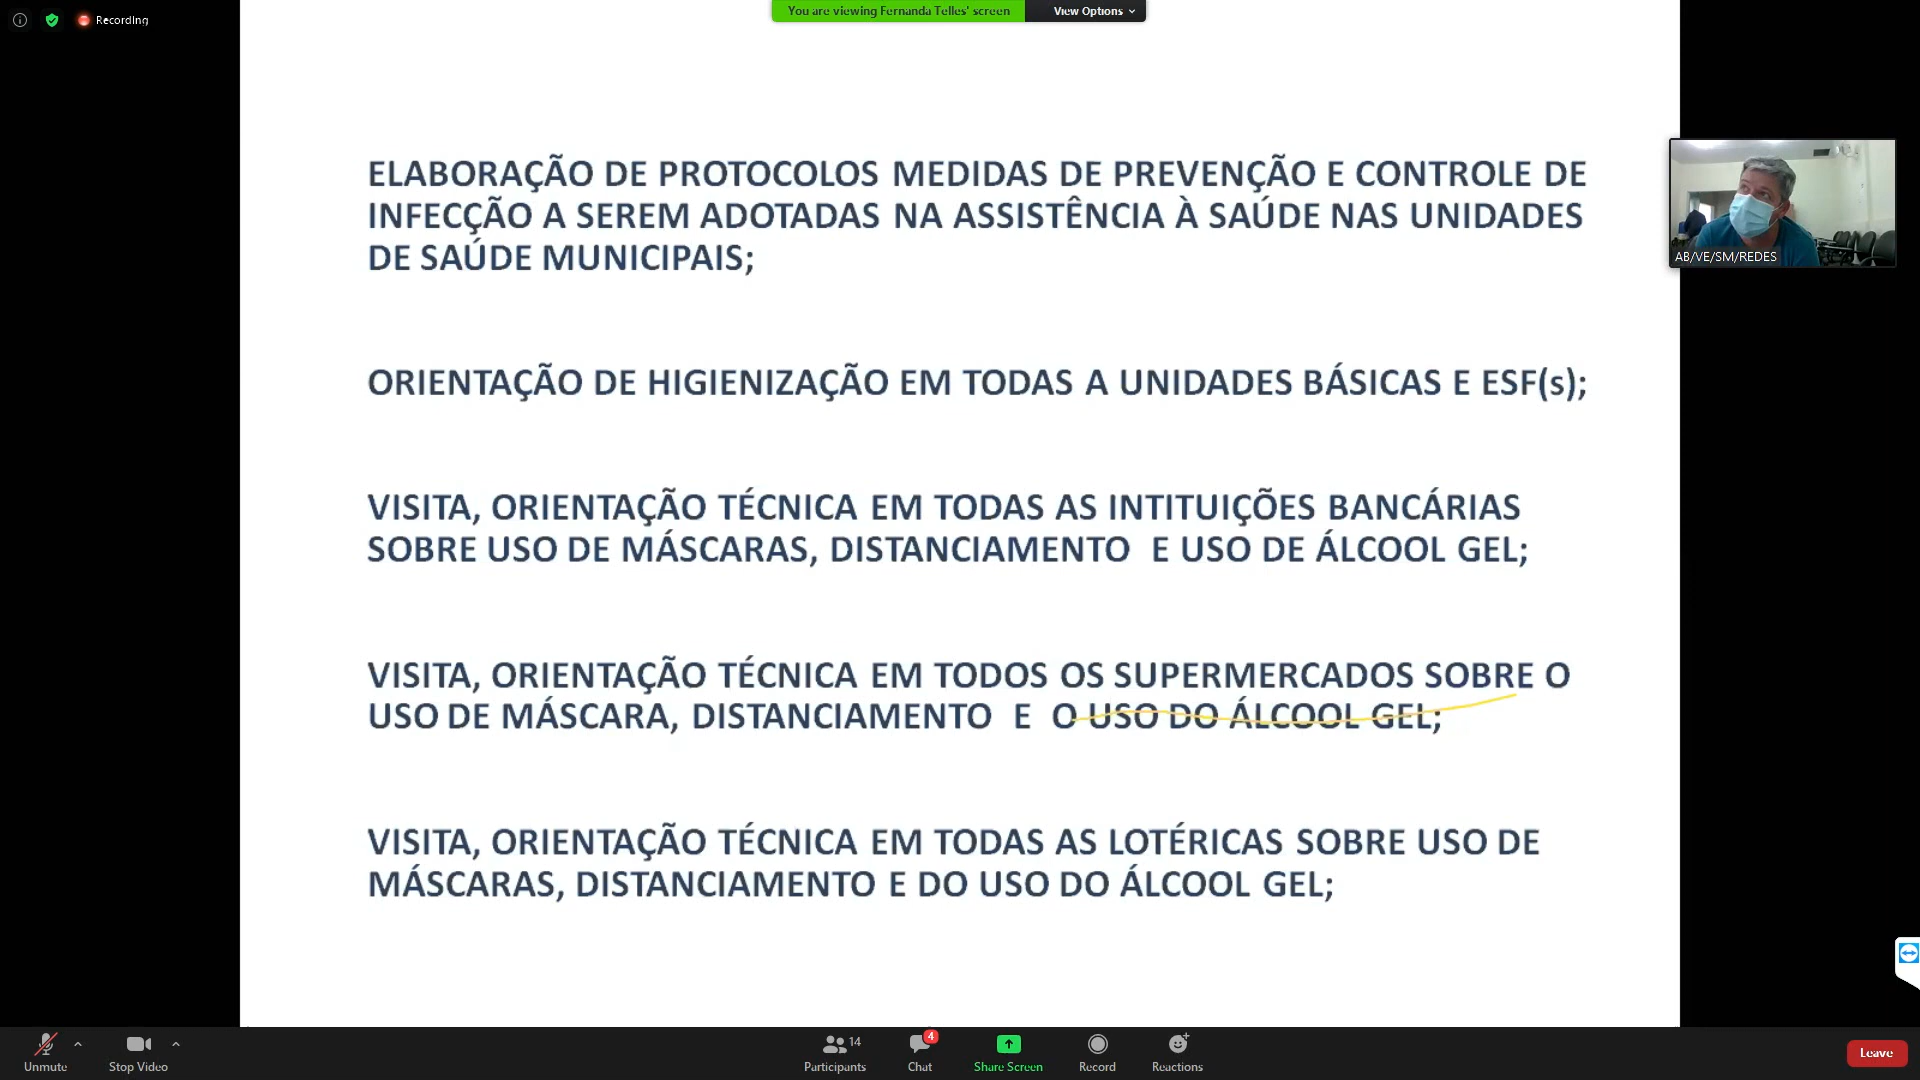 Recording
You are viewing Fernanda Telles' screen
View Options
ELABORAÇÃO DE PROTOCOLOS MEDIDAS DE PREVENÇÃO E CONTROLE DE
INFECÇÃO A SEREM ADOTADAS NA ASSISTÊNCIA À SAÚDE NAS UNIDADES
DE SAÚDE MUNICIPAIS;
AB/VE/SM/REDES
ORIENTAÇÃO DE HIGIENIZAÇÃO EM TODAS A UNIDADES BÁSICAS E ESF(s);
VISITA, ORIENTAÇÃO TÉCNICA EM TODAS AS INTITUIÇÕES BANCÁRIAS
SOBRE USO DE MÁSCARAS, DISTANCIAMENTO E USO DE ÁLCOOL GEL;
VISITA, ORIENTAÇÃO TÉCNICA EM TODOS OS SUPERMERCADOS SOBRE O
USO DE MÁSCARA, DISTANCIAMENTO E O USO DO ÁLCOOL GEL;
VISITA, ORIENTAÇÃO TÉCNICA EM TODAS AS LOTÉRICAS SOBRE USO DE
MÁSCARAS, DISTANCIAMENTO E DO USO DO ÁLCOOL GEL;
Unmute
Stop Video
14
Participants
4
Chat
Share Screen
Record
Reactions
Leave